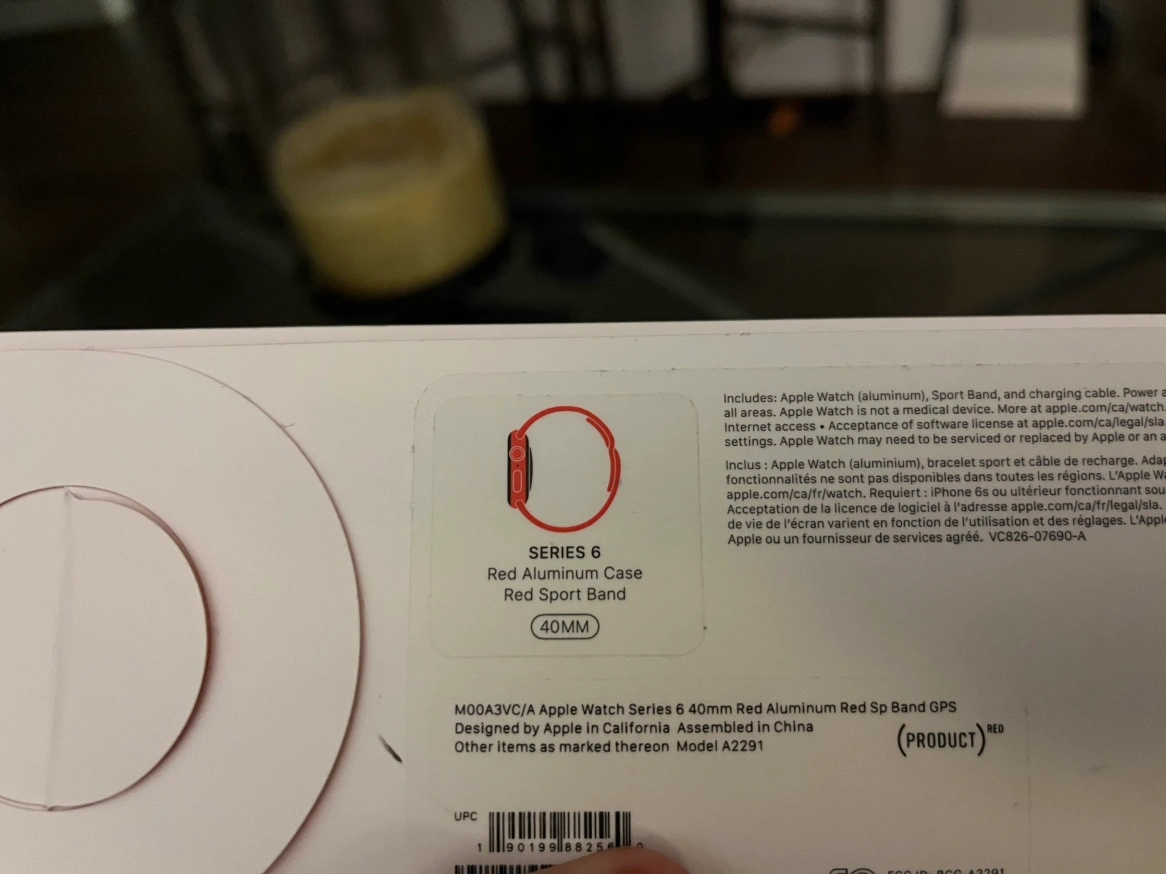 SERIES 6
Red Aluminum Case
Red Sport Band
40MM
Includes: Apple Watch (aluminum), Sport Band, and charging cable. Power
all areas. Apple Watch is not a medical device. More at apple.com/ca/watch.
Internet access • Acceptance of software license at apple.com/ca/legal/sla.
settings. Apple Watch may need to be serviced or replaced by Apple or an
Inclus : Apple Watch (aluminium), bracelet sport et câble de recharge.
fonctionnalités ne sont pas disponibles dans toutes les régions. L'Apple
apple.com/ca/fr/watch. Requiert : iPhone 6s ou ultérieur fonctionnant
Acceptation de la licence de logiciel à l'adresse apple.com/ca/fr/legal/sla.
de vie de l'écran varient en fonction de l'utilisation et des réglages.
Apple ou un fournisseur de services agréé. VC826-07690-A
M00A3VC/A Apple Watch Series 6 40mm Red Aluminum Red Sp Band GPS
Designed by Apple in California Assembled in China
Other items as marked thereon Model A2291
(PRODUCT)RED
UPC
1 90199 88256